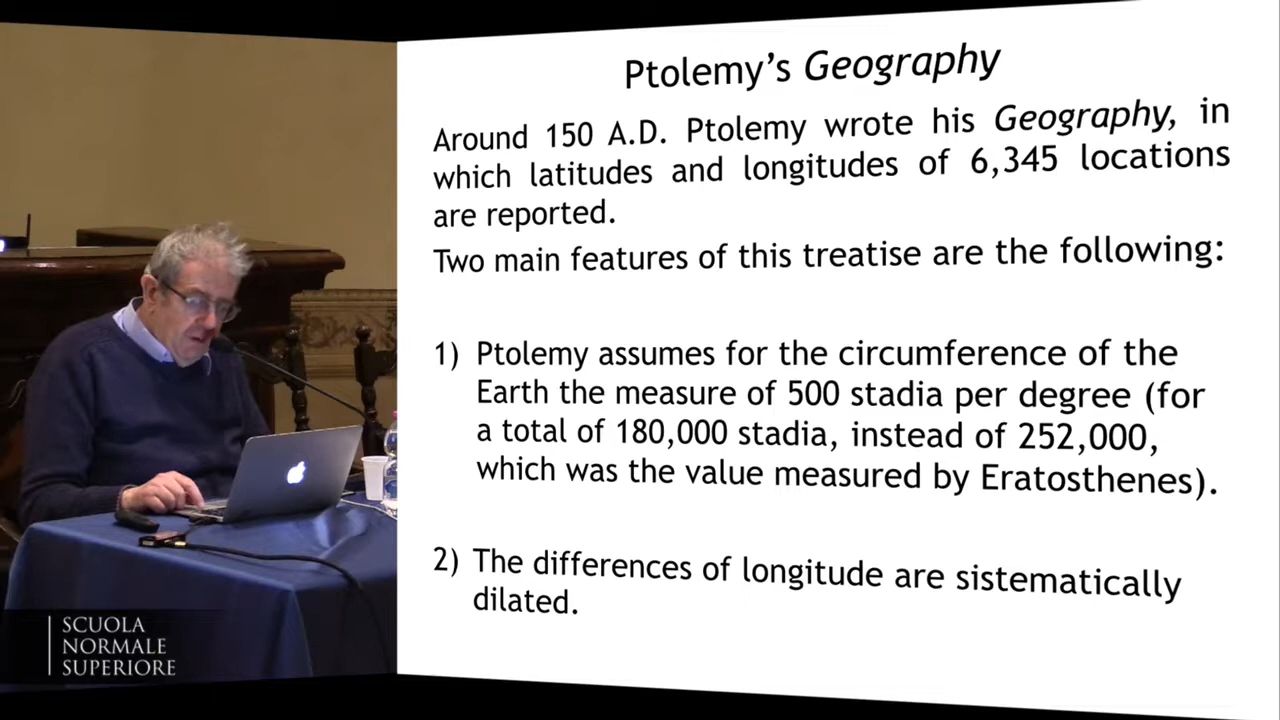 Ptolemy's Geography
Around 150 A.D. Ptolemy wrote his Geography, in
which latitudes and longitudes of 6,345 locations
are reported.
Two main features of this treatise are the following:
1) Ptolemy assumes for the circumference of the
Earth the measure of 500 stadia per degree (for
a total of 180,000 stadia, instead of 252,000,
which was the value measured by Eratosthenes).
2) The differences of longitude are sistematically
dilated.
SCUOLA
NORMALE
SUPERIORE